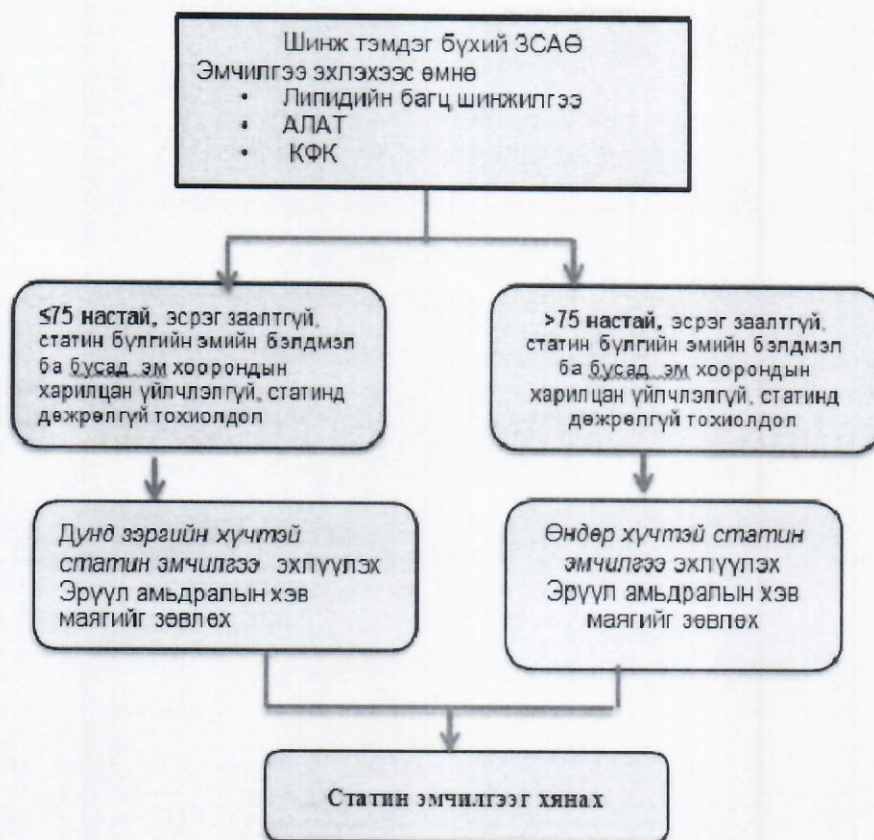 Шинж тэмдэг бүхий ЗСАӨ
Эмчилгээ эхлэхээс өмнө
• Липидийн багц шинжилгээ
• АЛАТ
• КФК
≤75 настай, эсрэг заалтгүй,
статин бүлгийн эмийн бэлдмэл
ба бусад эм хоорондын
харилцан үйлчлэлгүй, статинд
дөжрөлгүй тохиолдол
>75 настай, эсрэг заалтгүй,
статин бүлгийн эмийн бэлдмэл
ба бусад эм хоорондын
харилцан үйлчлэлгүй, статинд
дөжрөлгүй тохиолдол
Дунд зэргийн хүчтэй
статин эмчилгээ эхлүүлэх
Эрүүл амьдралын хэв
маягийг зөвлөх
Өндөр хүчтэй статин
эмчилгээ эхлүүлэх
Эрүүл амьдралын хэв
маягийг зөвлөх
Статин эмчилгээг хянах